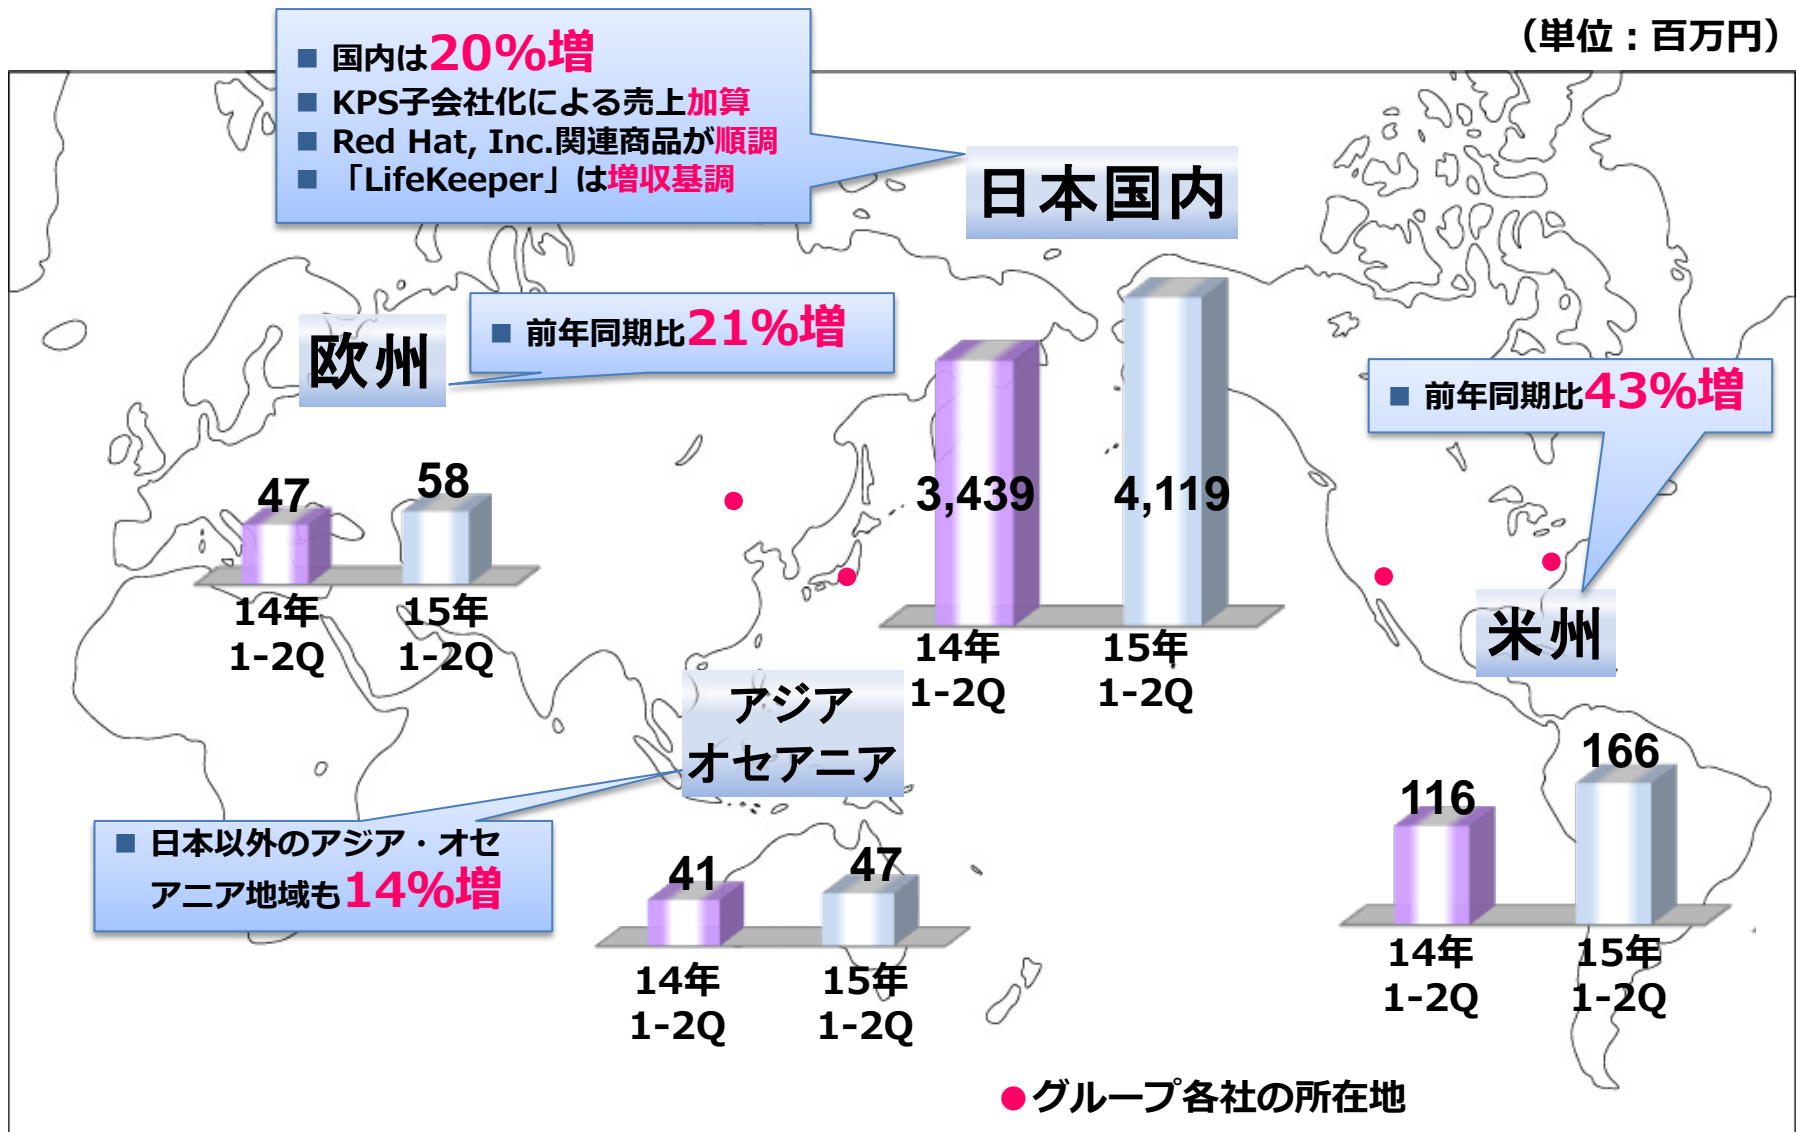 （単位：百万円）
■ 国内は20%増
■ KPS子会社化による売上加算
■ Red Hat, Inc.関連商品が順調
■ 「LifeKeeper」は増収基調
日本国内
欧州
■ 前年同期比21%増
■ 前年同期比43%増
47
58
14年
1-2Q
15年
1-2Q
3,439
4,119
14年
1-2Q
15年
1-2Q
米州
アジア
オセアニア
■ 日本以外のアジア・オセ
アニア地域も14%増
41
47
14年
1-2Q
15年
1-2Q
116
166
14年
1-2Q
15年
1-2Q
●グループ各社の所在地